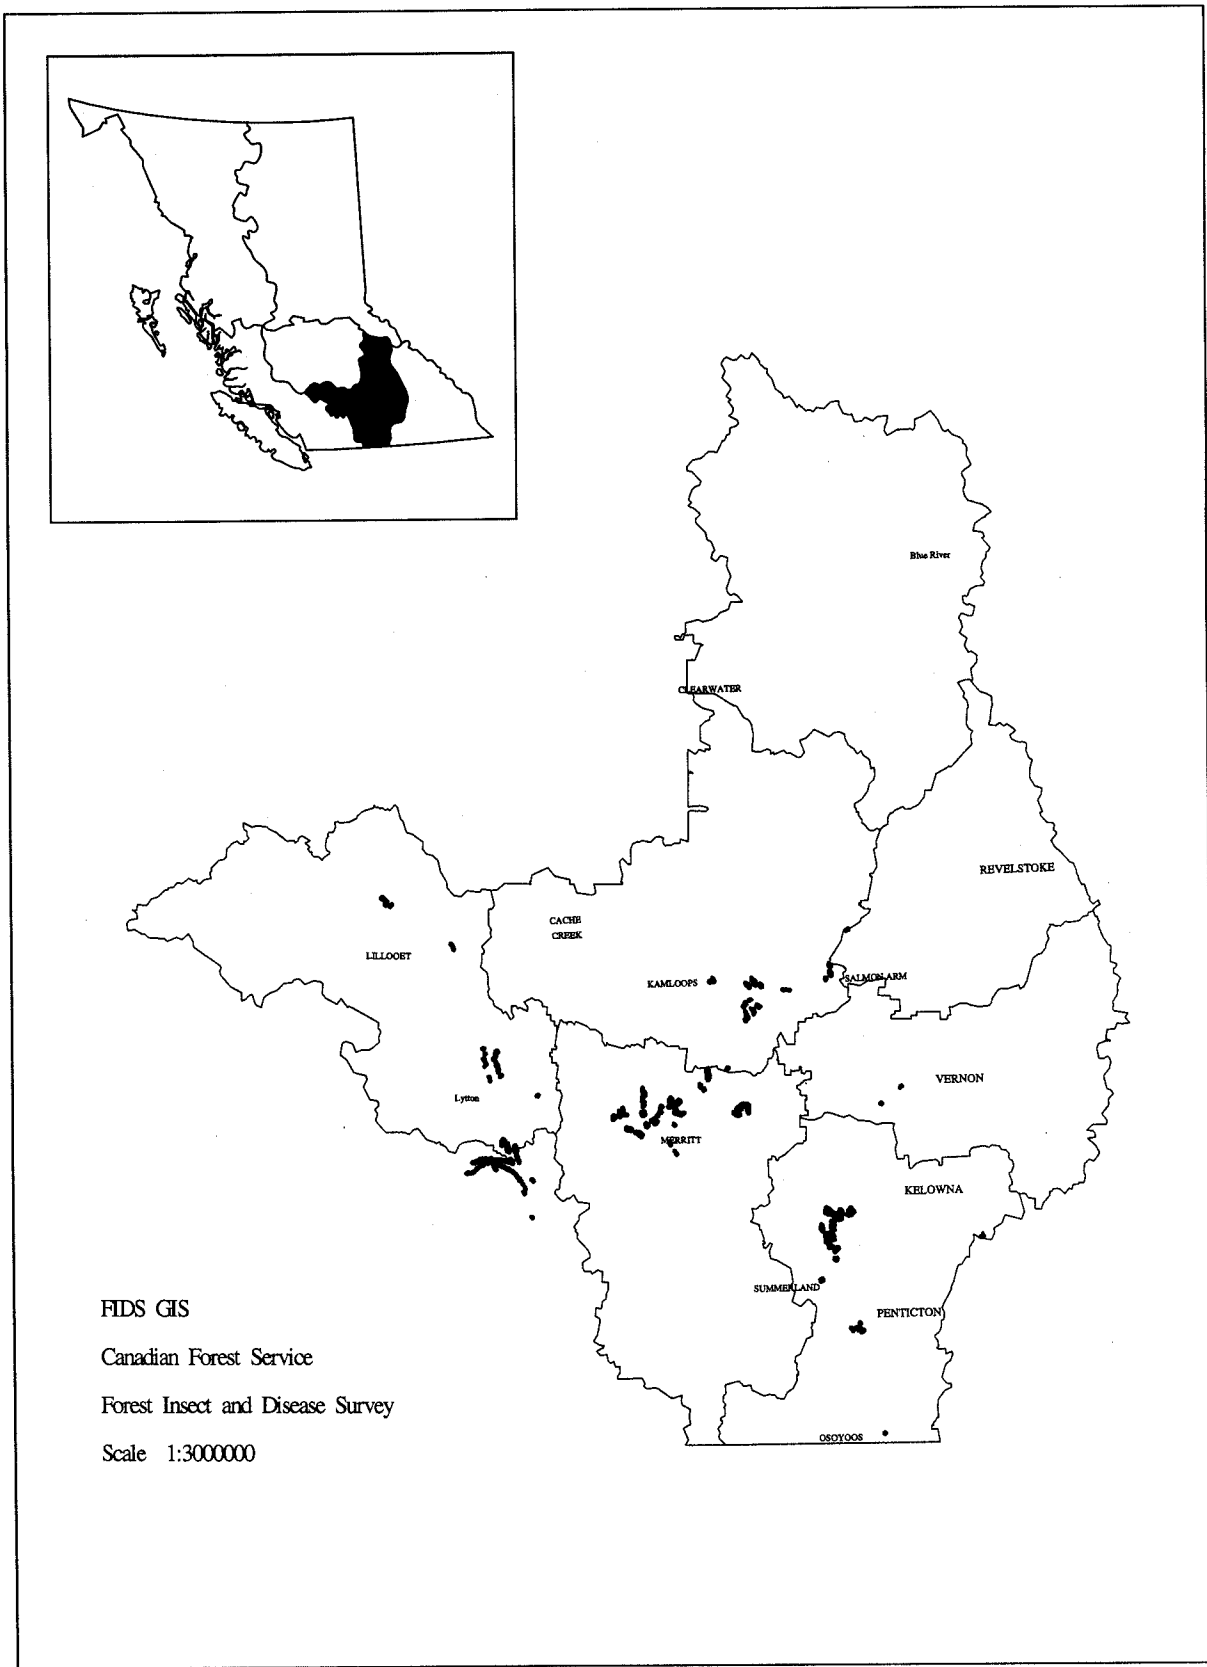 Blue River
CLEARWATER
REVELSTOKE
CACHE
CREEK
LILLOOET
KAMLOOPS
SALMON ARM
VERNON
Lytton
MERRITT
KELOWNA
SUMMERLAND
PENTICTON
OSOYOOS
FIDS GIS
Canadian Forest Service
Forest Insect and Disease Survey
Scale 1:3000000